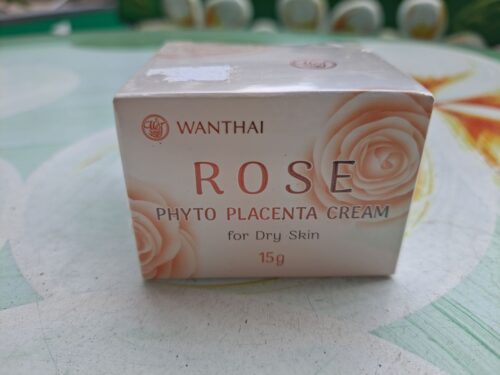 WANTHAI
ROSE
PHYTO PLACENTA CREAM
for Dry Skin
15g